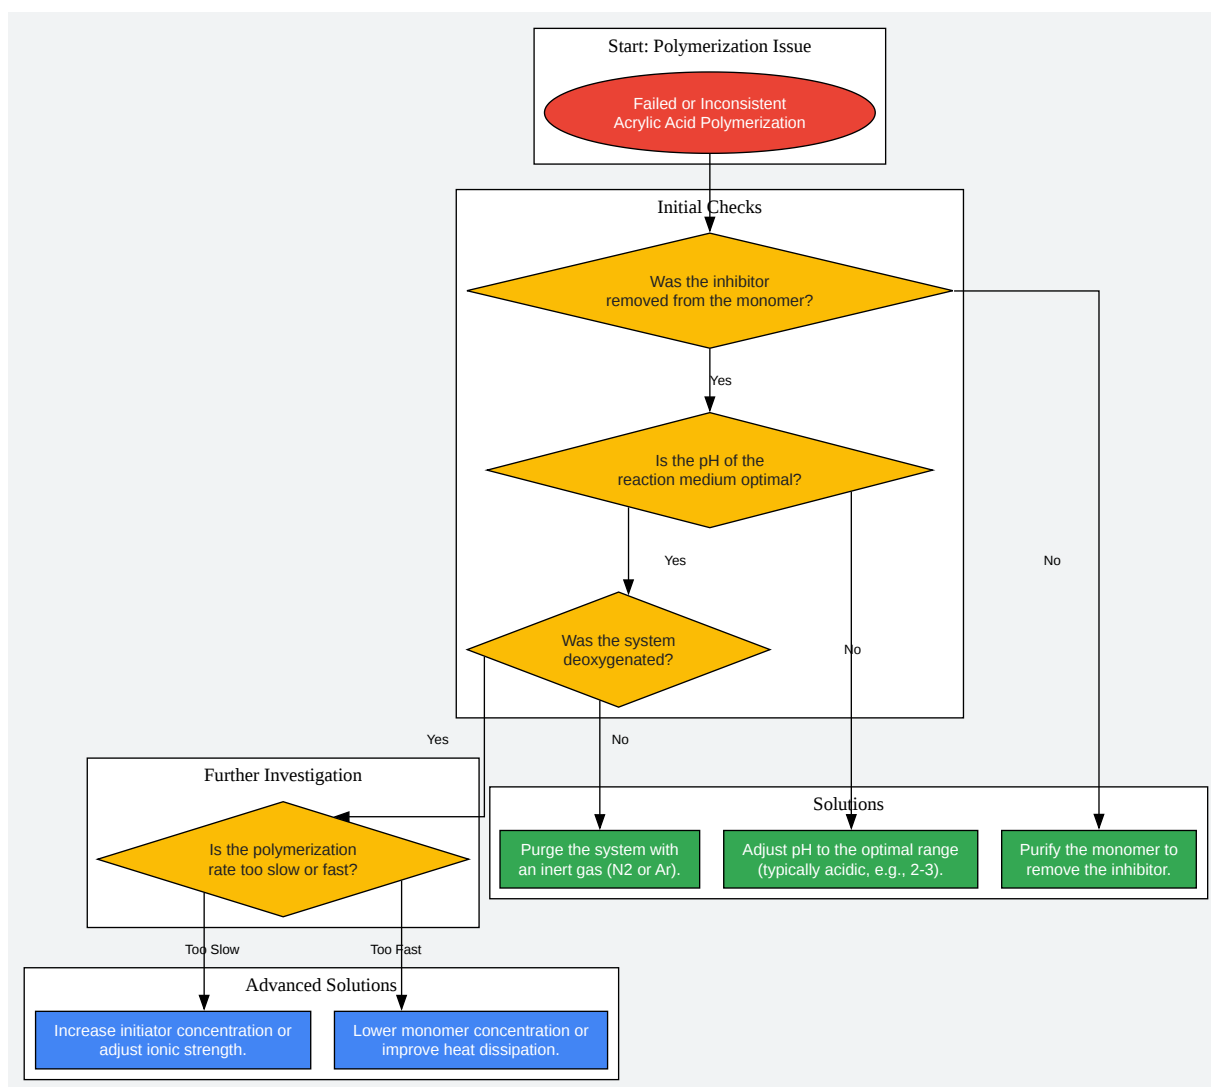 Start: Polymerization Issue
Failed or Inconsistent
Acrylic Acid Polymerization
Initial Checks
Was the inhibitor
removed from the monomer?
Yes
Is the pH of the
reaction medium optimal?
Yes
No
Was the system
deoxygenated?
No
Yes
No
Further Investigation
Is the polymerization
rate too slow or fast?
Solutions
Purge the system with
an inert gas (N2 or Ar).
Adjust pH to the optimal range
(typically acidic, e.g., 2-3).
Purify the monomer to
remove the inhibitor.
Too Slow
Too Fast
Advanced Solutions
Increase initiator concentration or
adjust ionic strength.
Lower monomer concentration or
improve heat dissipation.